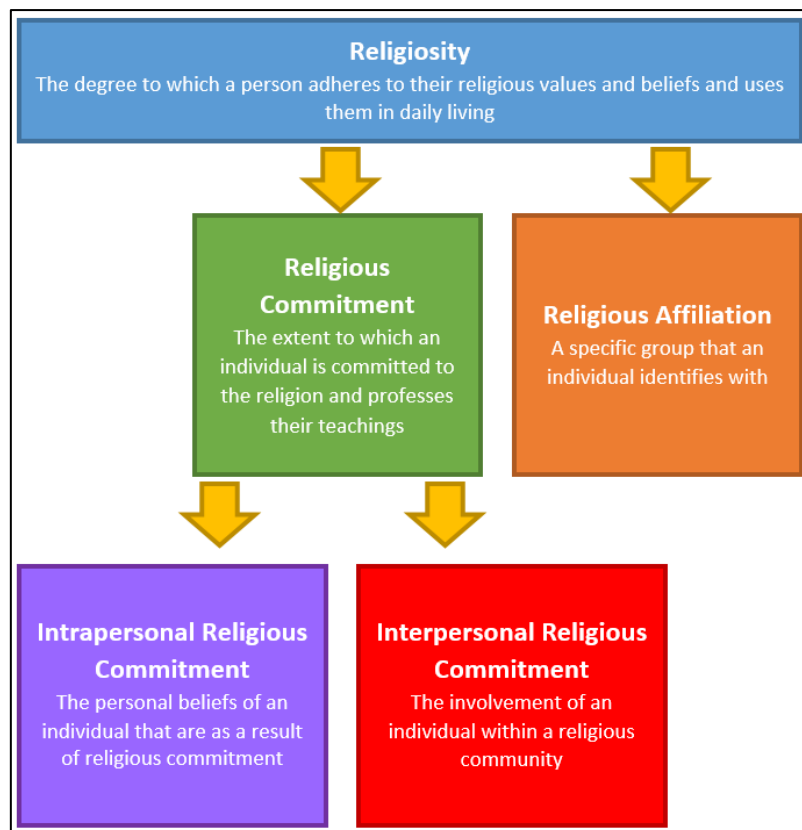 Religiosity
The degree to which a person adheres to their religious values and beliefs and uses
them in daily living
Religious
Commitment
The extent to which an
individual is committed to
the religion and professes
their teachings
Religious Affiliation
A specific group that an
individual identifies with
Intrapersonal Religious
Commitment
The personal beliefs of an
individual that are as a result
of religious commitment
Interpersonal Religious
Commitment
The involvement of an
individual within a religious
community